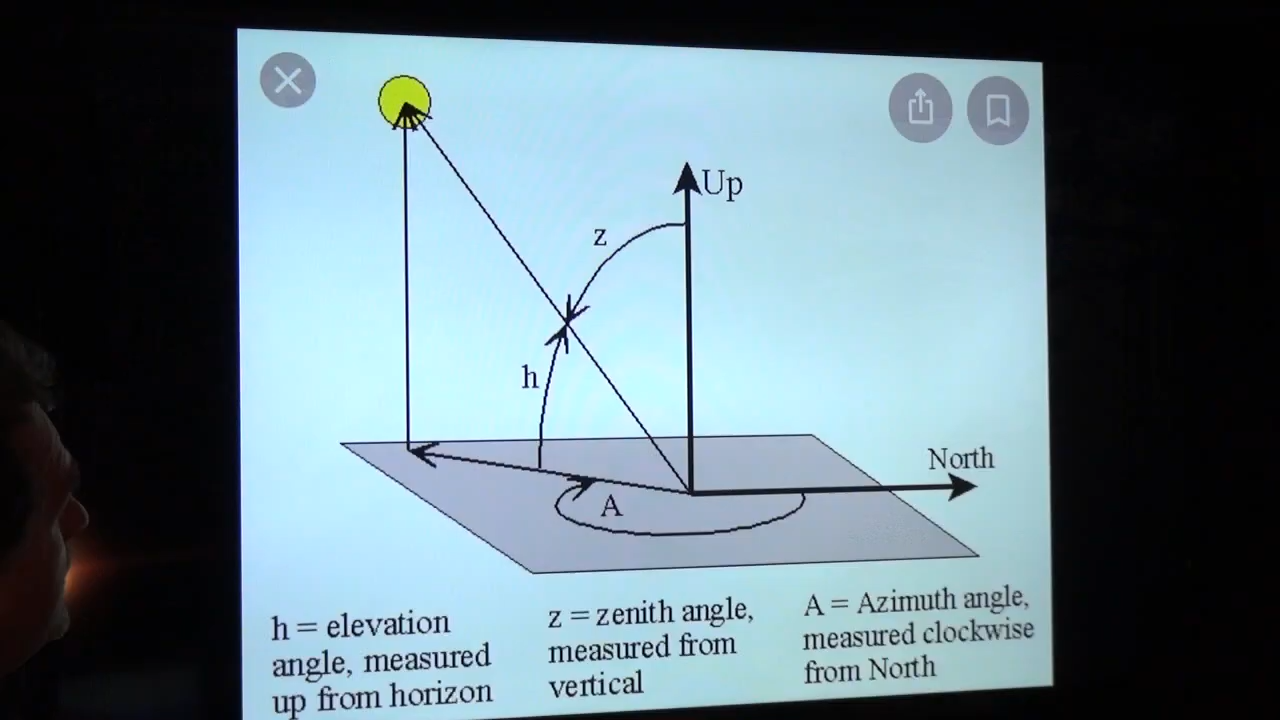 Up
z
h
North
A
h = elevation
angle, measured
up from horizon
z = zenith angle,
measured from
vertical
A = Azimuth angle,
measured clockwise
from North